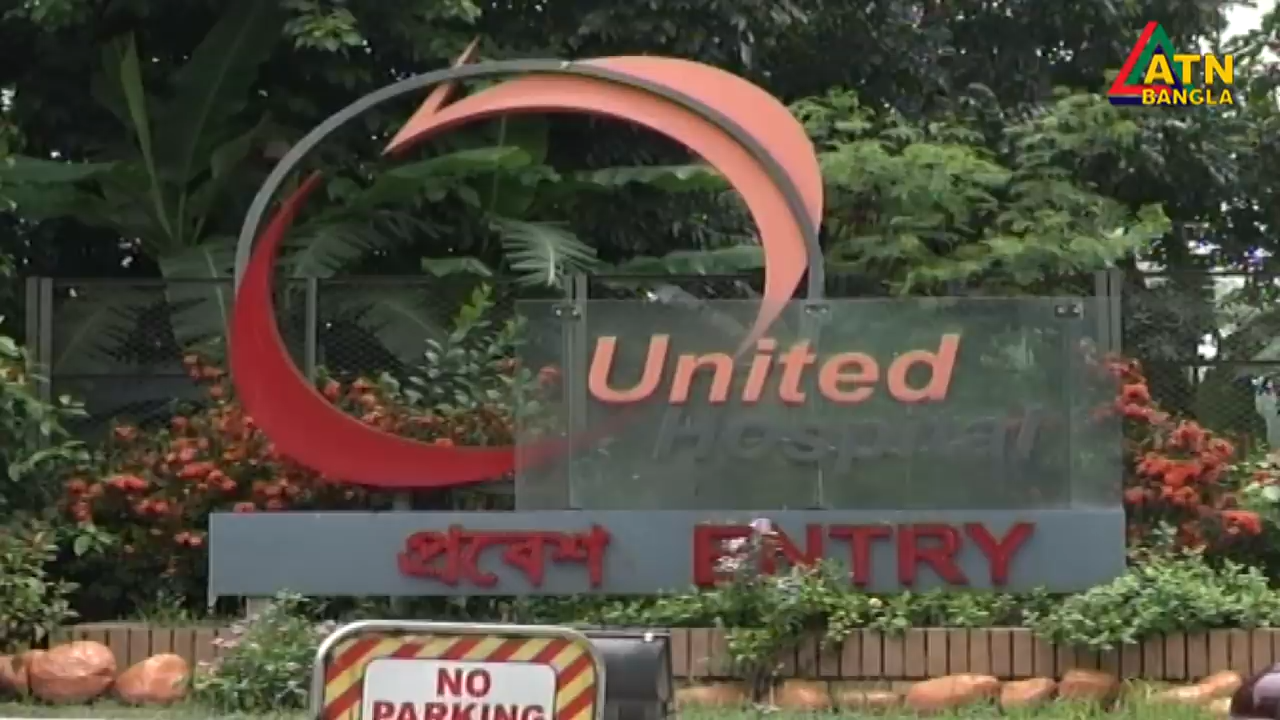 ATN
BANGLA
United
Hospital
প্রবেশ ENTRY
NO
PARKING